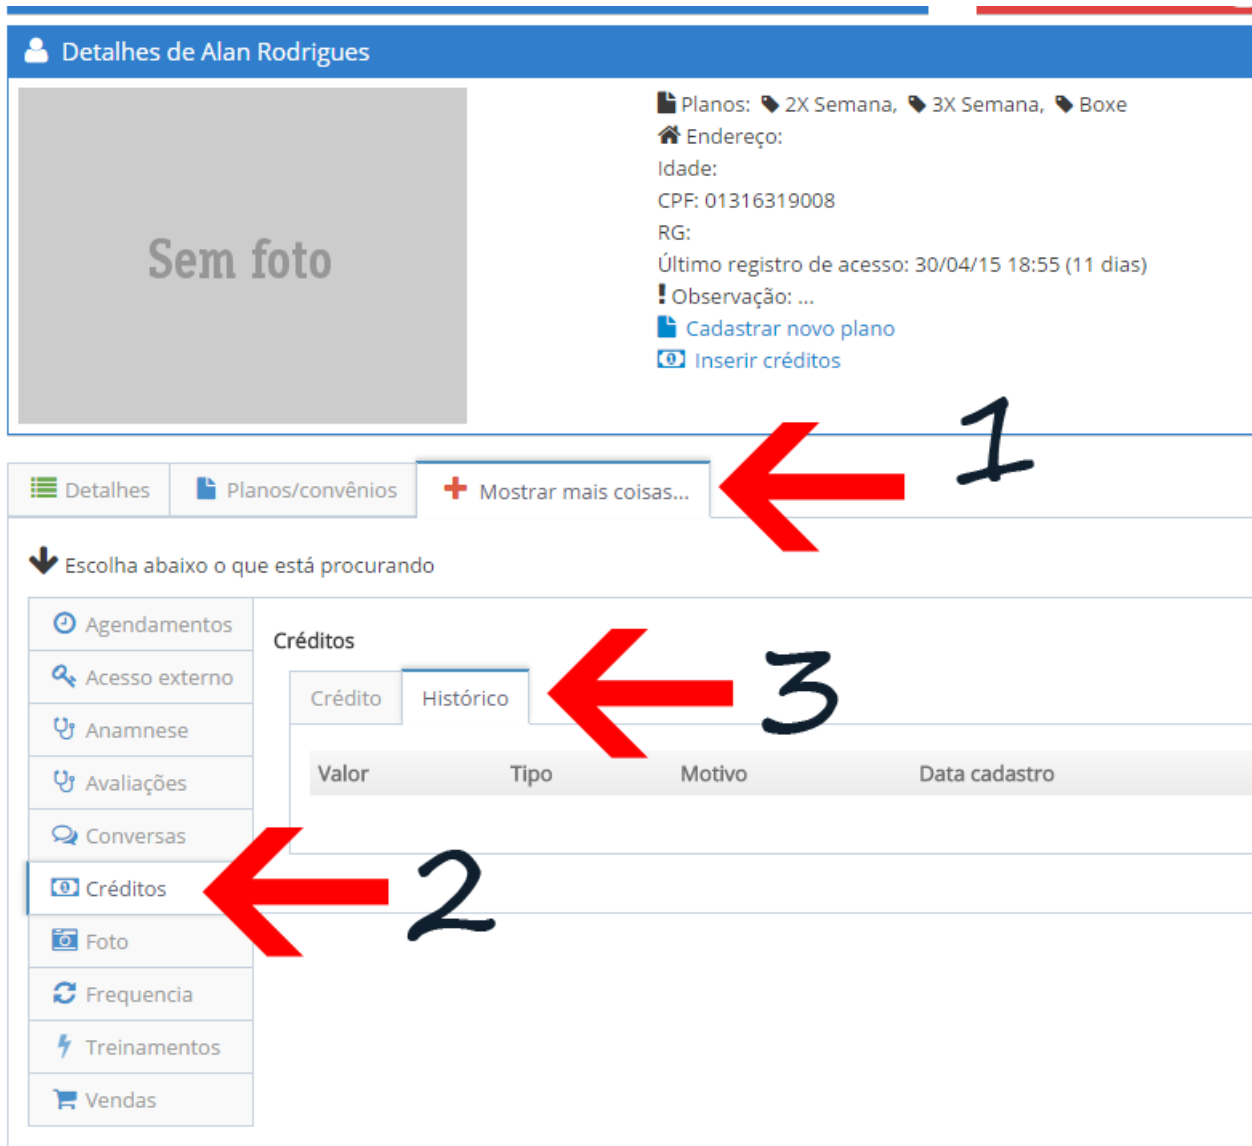 Detalhes de Alan Rodrigues
Sem foto
Planos: 2X Semana, 3X Semana, Boxe
Endereço:
Idade:
CPF: 01316319008
RG:
Último registro de acesso: 30/04/15 18:55 (11 dias)
Observação: ...
Cadastrar novo plano
Inserir créditos
1
Detalhes
Planos/convênios
Mostrar mais coisas...
Escolha abaixo o que está procurando
Agendamentos
Acesso externo
Anamnese
Avaliações
Conversas
Créditos
Foto
Frequencia
Treinamentos
Vendas
2
Créditos
Crédito
Histórico
3
Valor Tipo Motivo Data cadastro